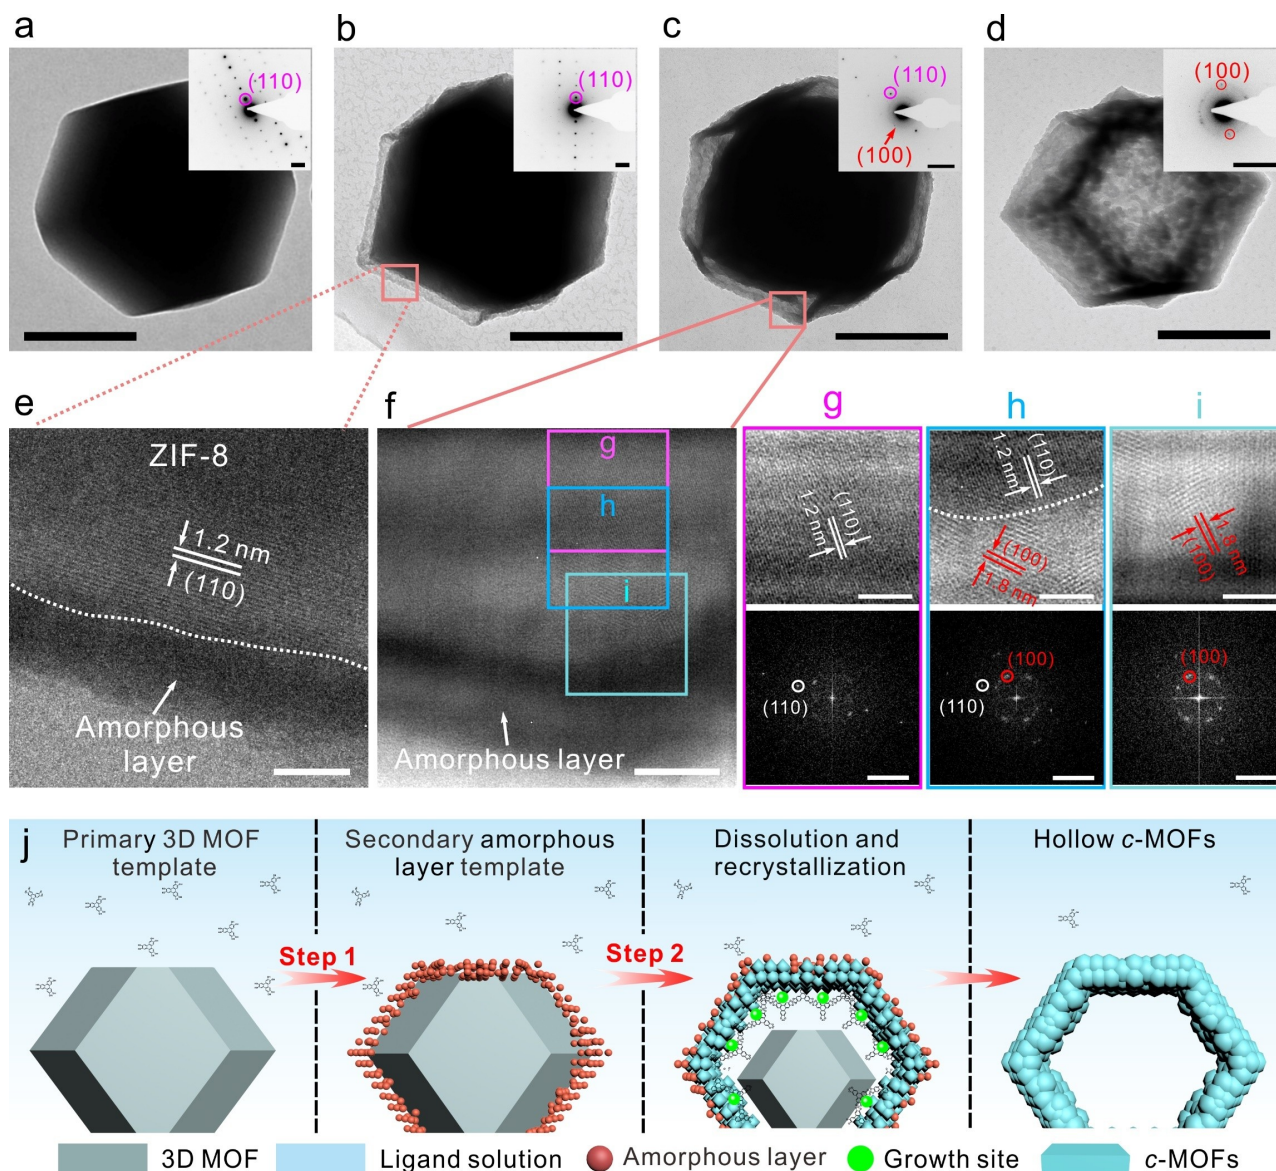 a
b
c
d
(110)
(110)
(110)
(100)
(100)
e
f
g
h
i
ZIF-8
1.2 nm
(110)
Amorphous
layer
g
h
i
Amorphous layer
(110)
1.2 nm
(110)
1.2 nm
(110)
(100)
1.8 nm
(100)
(110)
1.8 nm
(100)
(100)
j
Primary 3D MOF
template
Secondary amorphous
layer template
Dissolution and
recrystallization
Hollow c-MOFs
Step 1
Step 2
3D MOF
Ligand solution
Amorphous layer
Growth site
c-MOFs